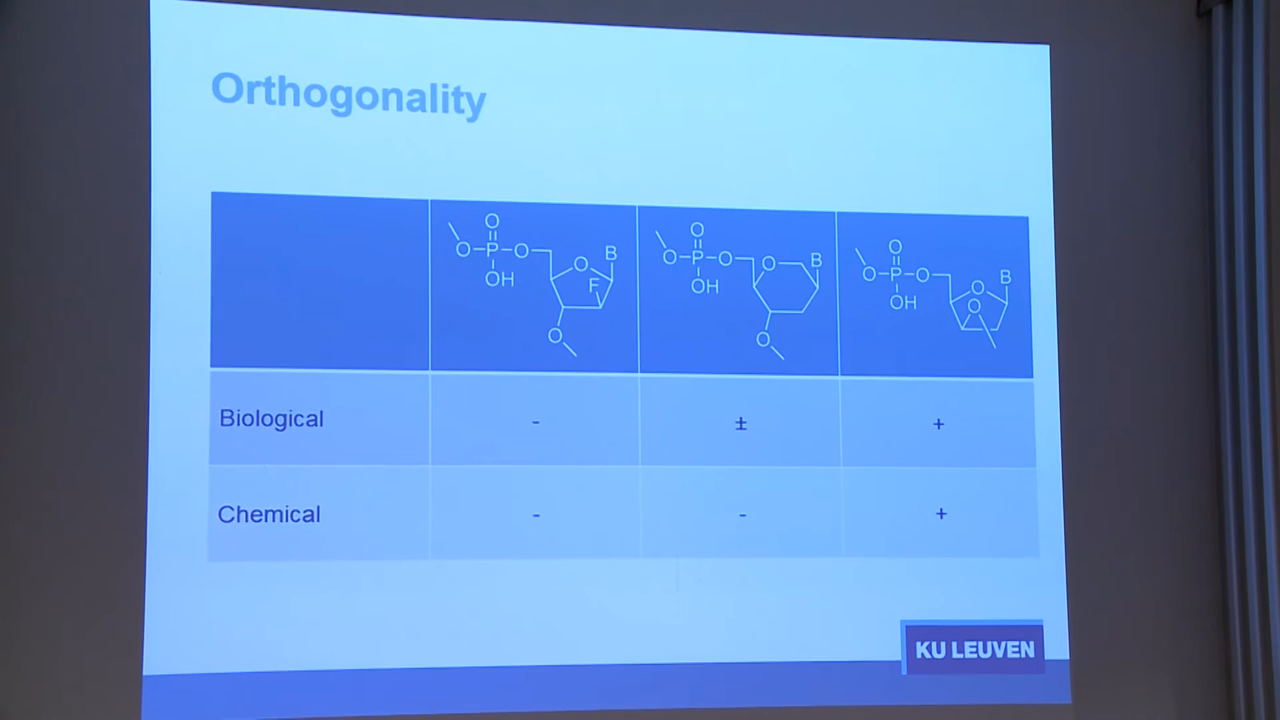 Orthogonality
O
O P O
OH
O
B
F
O
O
O P O
OH
O
B
O
O
O P O
OH
O
O
B
Biological - ± +
Chemical - - +
KU LEUVEN